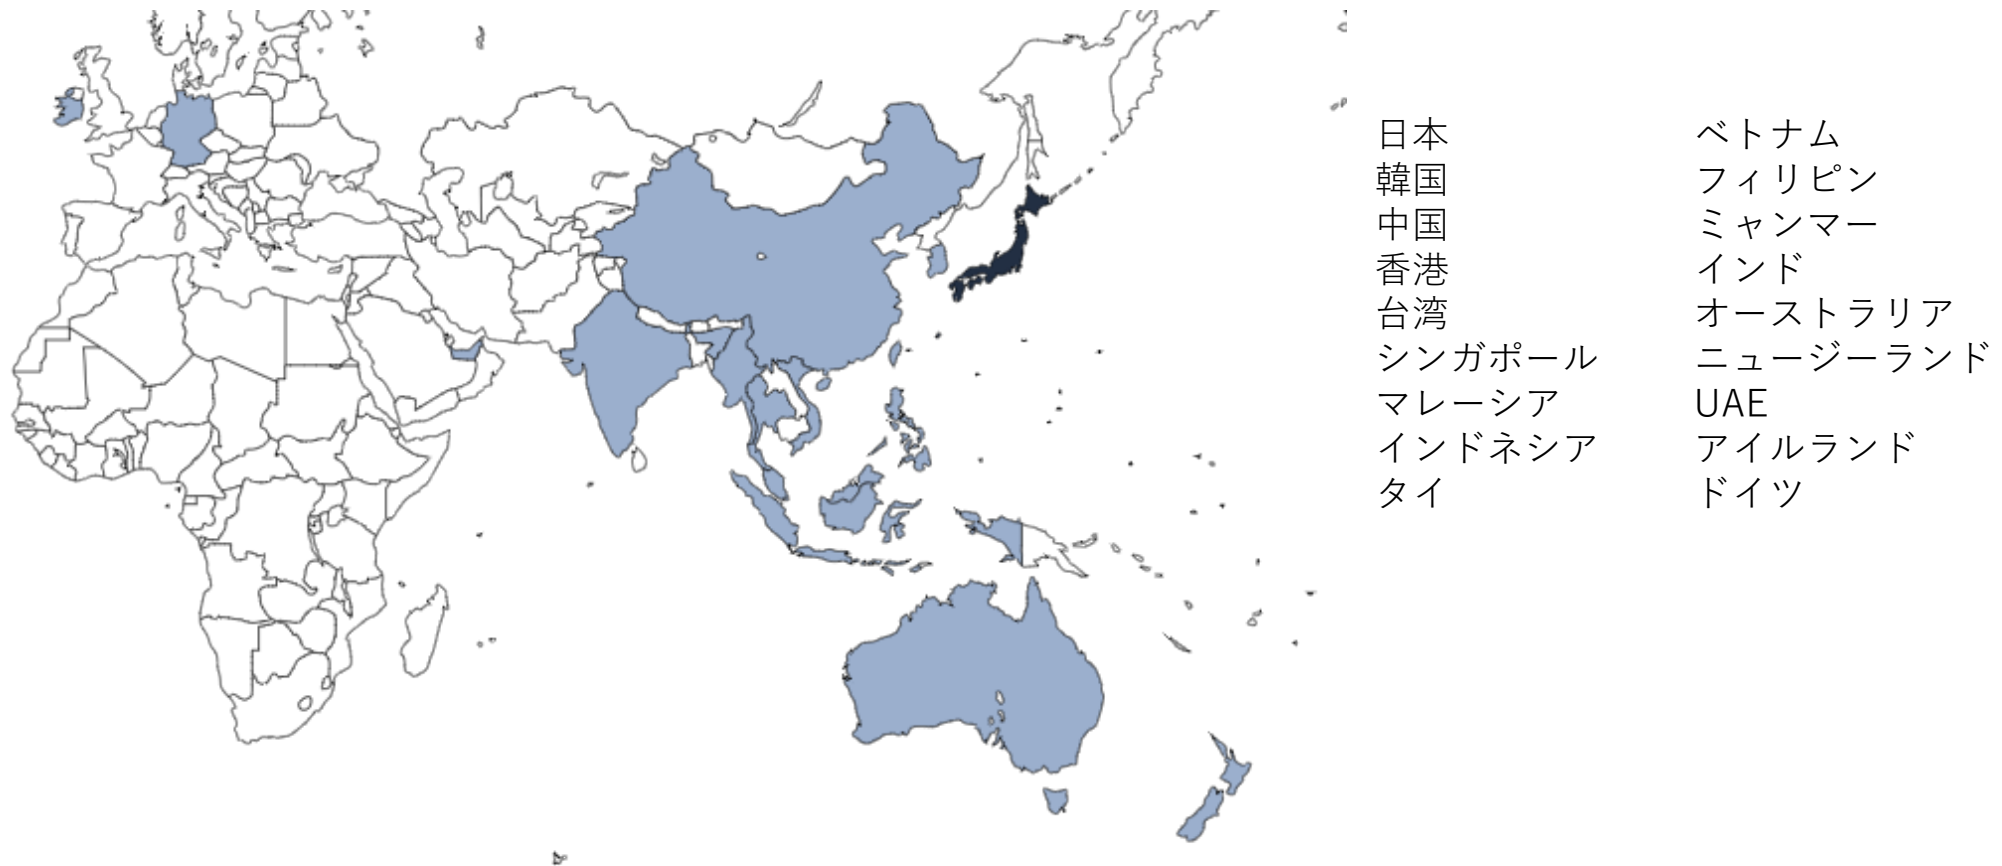 日本
韓国
中国
香港
台湾
シンガポール
マレーシア
インドネシア
タイ
ベトナム
フィリピン
ミャンマー
インド
オーストラリア
ニュージーランド
UAE
アイルランド
ドイツ